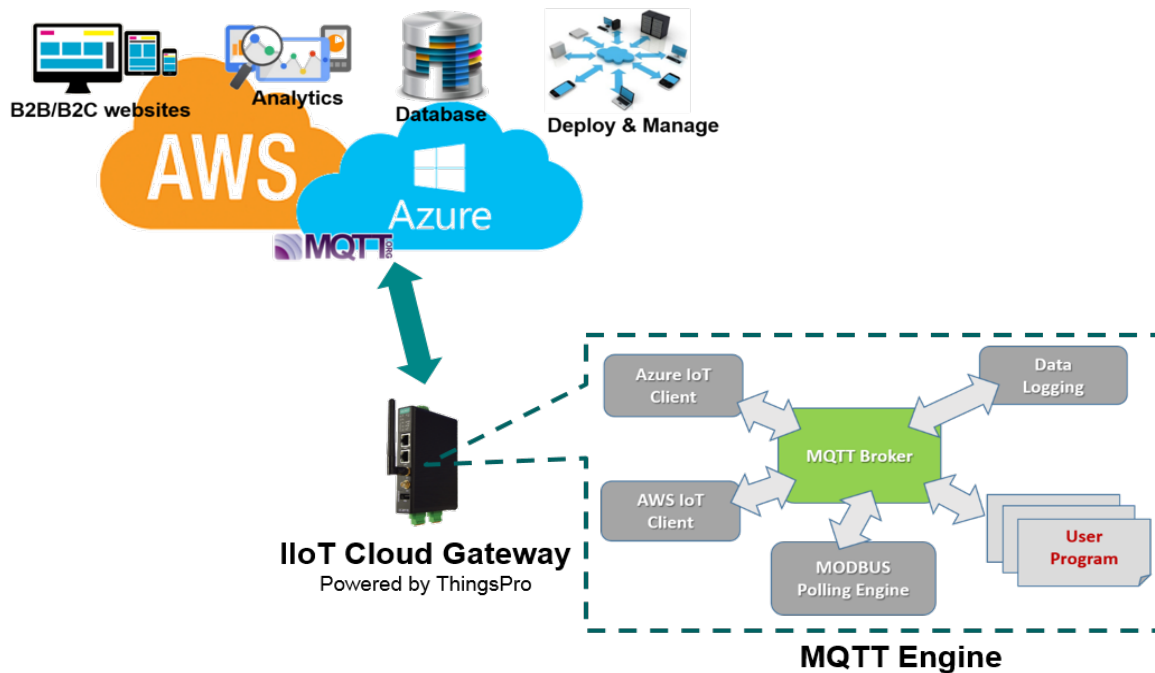 B2B/B2C websites
Analytics
Database
Deploy & Manage
AWS
Azure
MQTT.ORG
IIoT Cloud Gateway
Powered by ThingsPro
Azure IoT
Client
Data
Logging
MQTT Broker
AWS IoT
Client
User
Program
MODBUS
Polling Engine
MQTT Engine